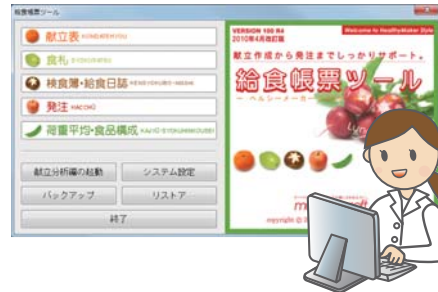 給食帳票ツール
献立表 KONDATEHYOU
食札 SYOKUSATSU
検食簿・給食日誌 KENSYOKUBO・NISSHI
発注 HACCHU
荷重平均・食品構成
献立分析編の起動
システム設定
バックアップ
リストア
終了
VERSION 100 R4
2010年4月改訂版
Welcome to HealthyMaker Style
献立作成から発注までしっかりサポート。
給食帳票ツール
ー ヘルシーメーカー